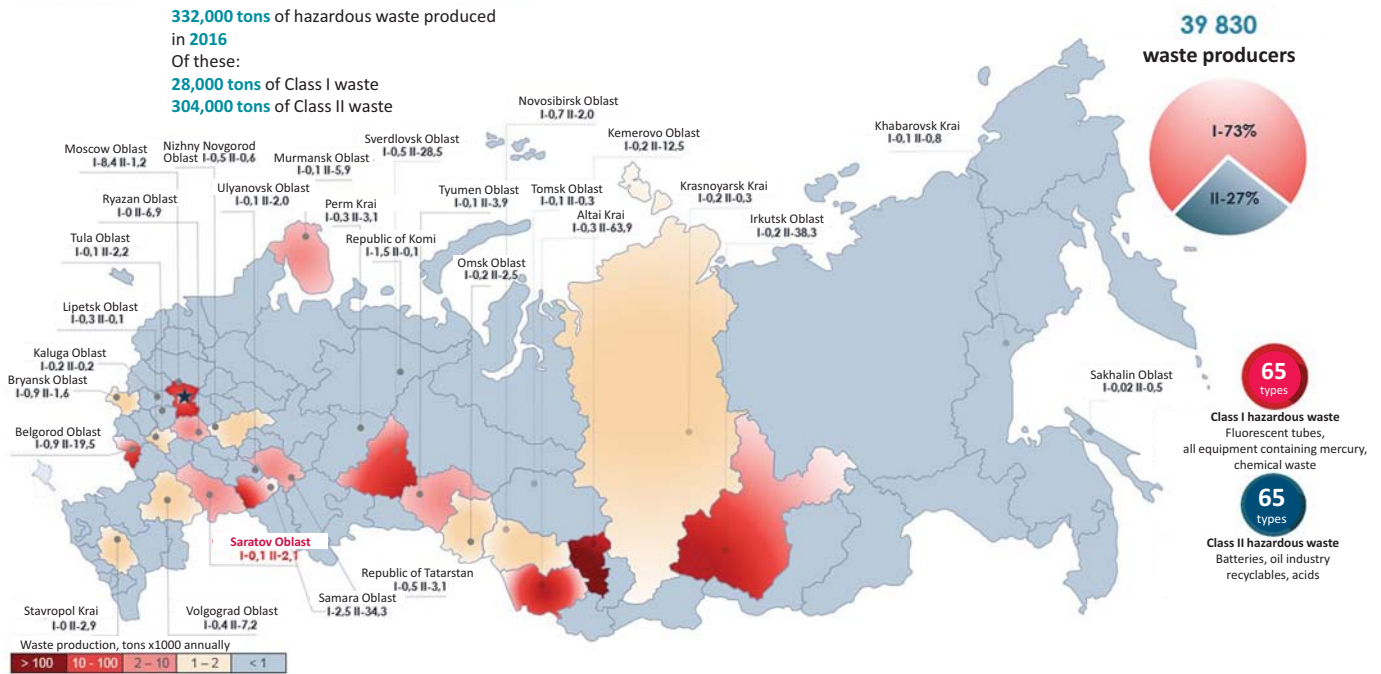 332,000 tons of hazardous waste produced
in 2016
Of these:
28,000 tons of Class I waste
304,000 tons of Class II waste
39 830
waste producers
I-73%
II-27%
Novosibirsk Oblast
I-0,7 II-2,0
Kemerovo Oblast
I-0,2 II-12,5
Khabarovsk Krai
I-0,1 II-0,8
Sverdlovsk Oblast
I-0,5 II-28,5
Moscow Oblast
I-8,4 II-1,2
Nizhny Novgorod
Oblast I-0,5 II-0,6
Murmansk Oblast
I-0,1 II-5,9
Ryazan Oblast
I-0 II-6,9
Ulyanovsk Oblast
I-0,1 II-2,0
Perm Krai
I-0,3 II-3,1
Tyumen Oblast
I-0,1 II-3,9
Tomsk Oblast
I-0,1 II-0,3
Krasnoyarsk Krai
I-0,2 II-0,3
Altai Krai
I-0,3 II-63,9
Irkutsk Oblast
I-0,2 II-38,3
Tula Oblast
I-0,1 II-2,2
Republic of Komi
I-1,5 II-0,1
Omsk Oblast
I-0,2 II-2,5
Lipetsk Oblast
I-0,3 II-0,1
Kaluga Oblast
I-0,2 II-0,2
Bryansk Oblast
I-0,9 II-1,6
Belgorod Oblast
I-0,9 II-19,5
Sakhalin Oblast
I-0,02 II-0,5
65
types
Class I hazardous waste
Fluorescent tubes,
all equipment containing mercury,
chemical waste
65
types
Class II hazardous waste
Batteries, oil industry
recyclables, acids
Saratov Oblast
I-0,1 II-2,1
Republic of Tatarstan
I-0,5 II-3,1
Samara Oblast
I-2,5 II-34,3
Stavropol Krai
I-0 II-2,9
Volgograd Oblast
I-0,4 II-7,2
Waste production, tons x1000 annually
> 100 10 - 100 2 – 10 1 – 2 < 1